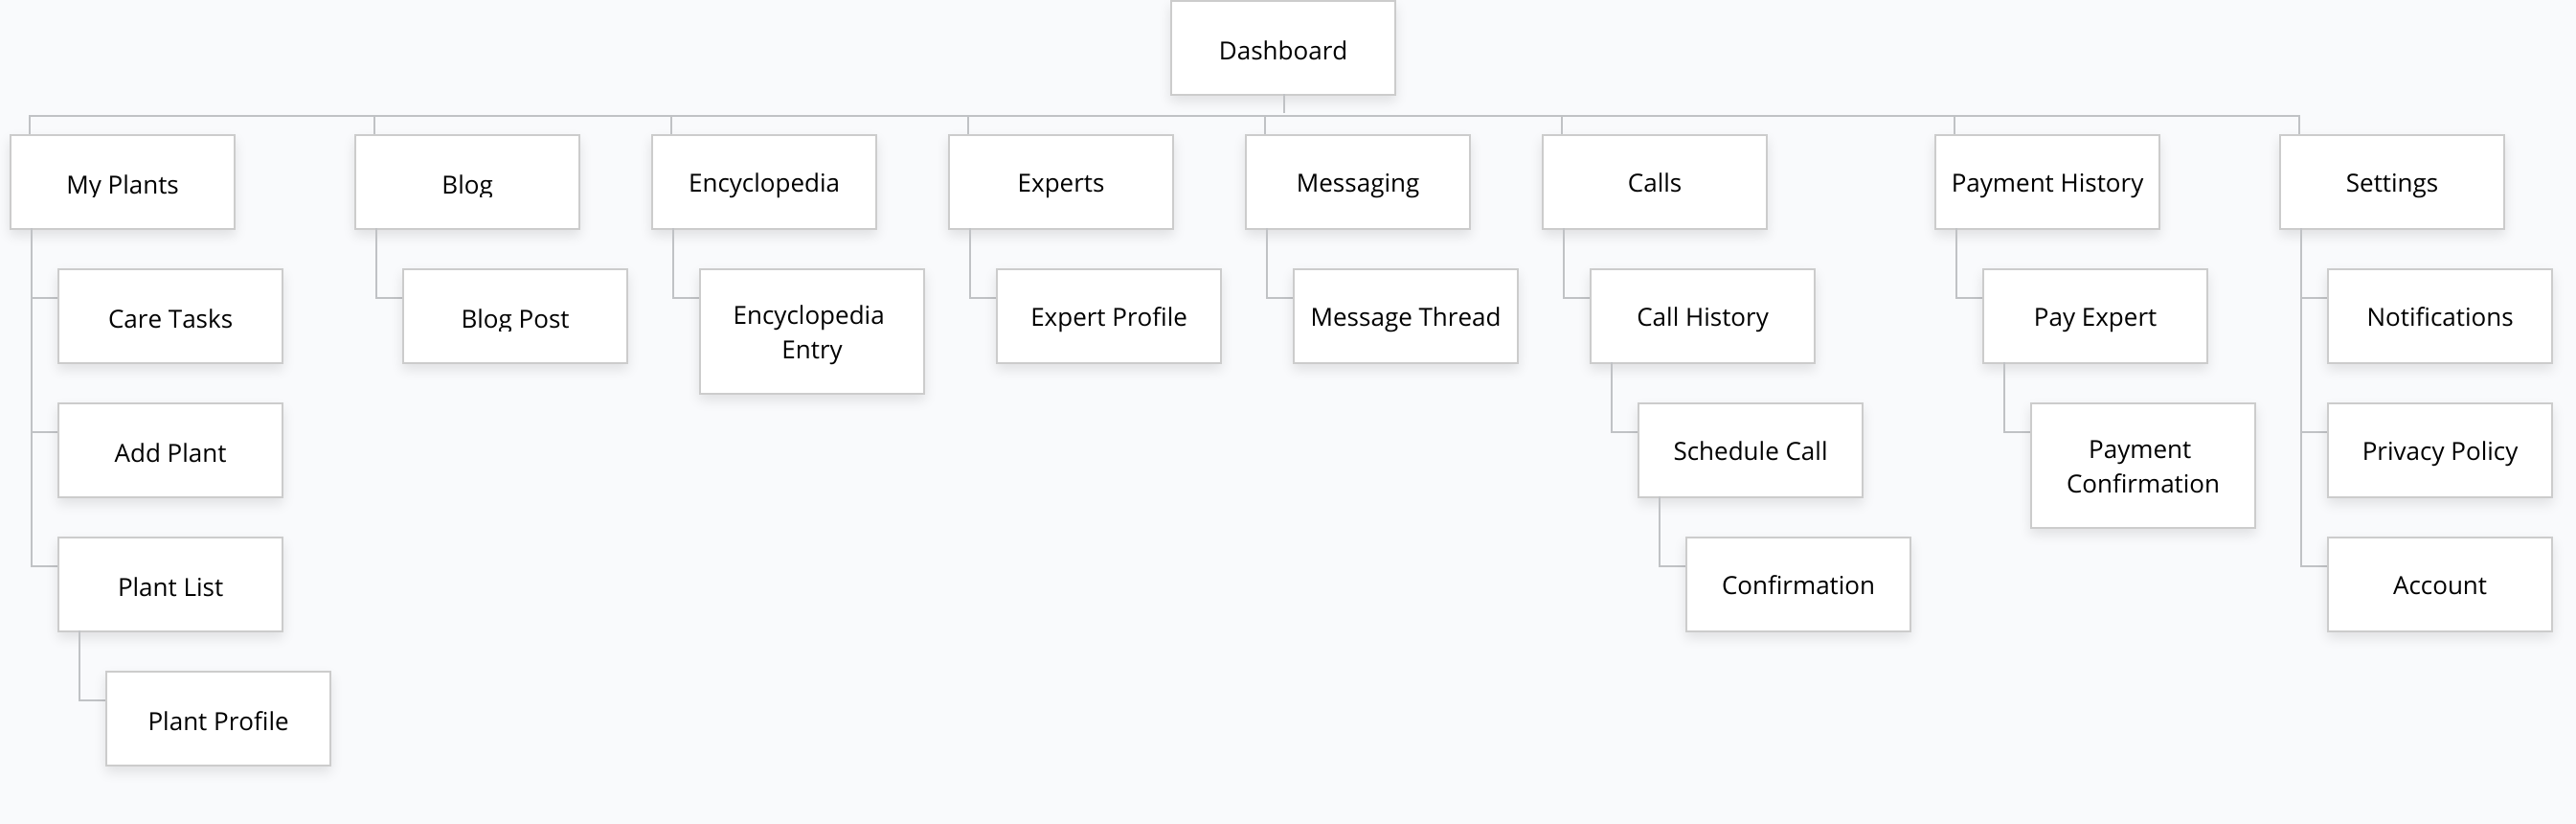 Dashboard
My Plants
Blog
Encyclopedia
Experts
Messaging
Calls
Payment History
Settings
Care Tasks
Blog Post
Encyclopedia
Entry
Expert Profile
Message Thread
Call History
Pay Expert
Notifications
Add Plant
Schedule Call
Payment
Confirmation
Privacy Policy
Plant List
Confirmation
Account
Plant Profile